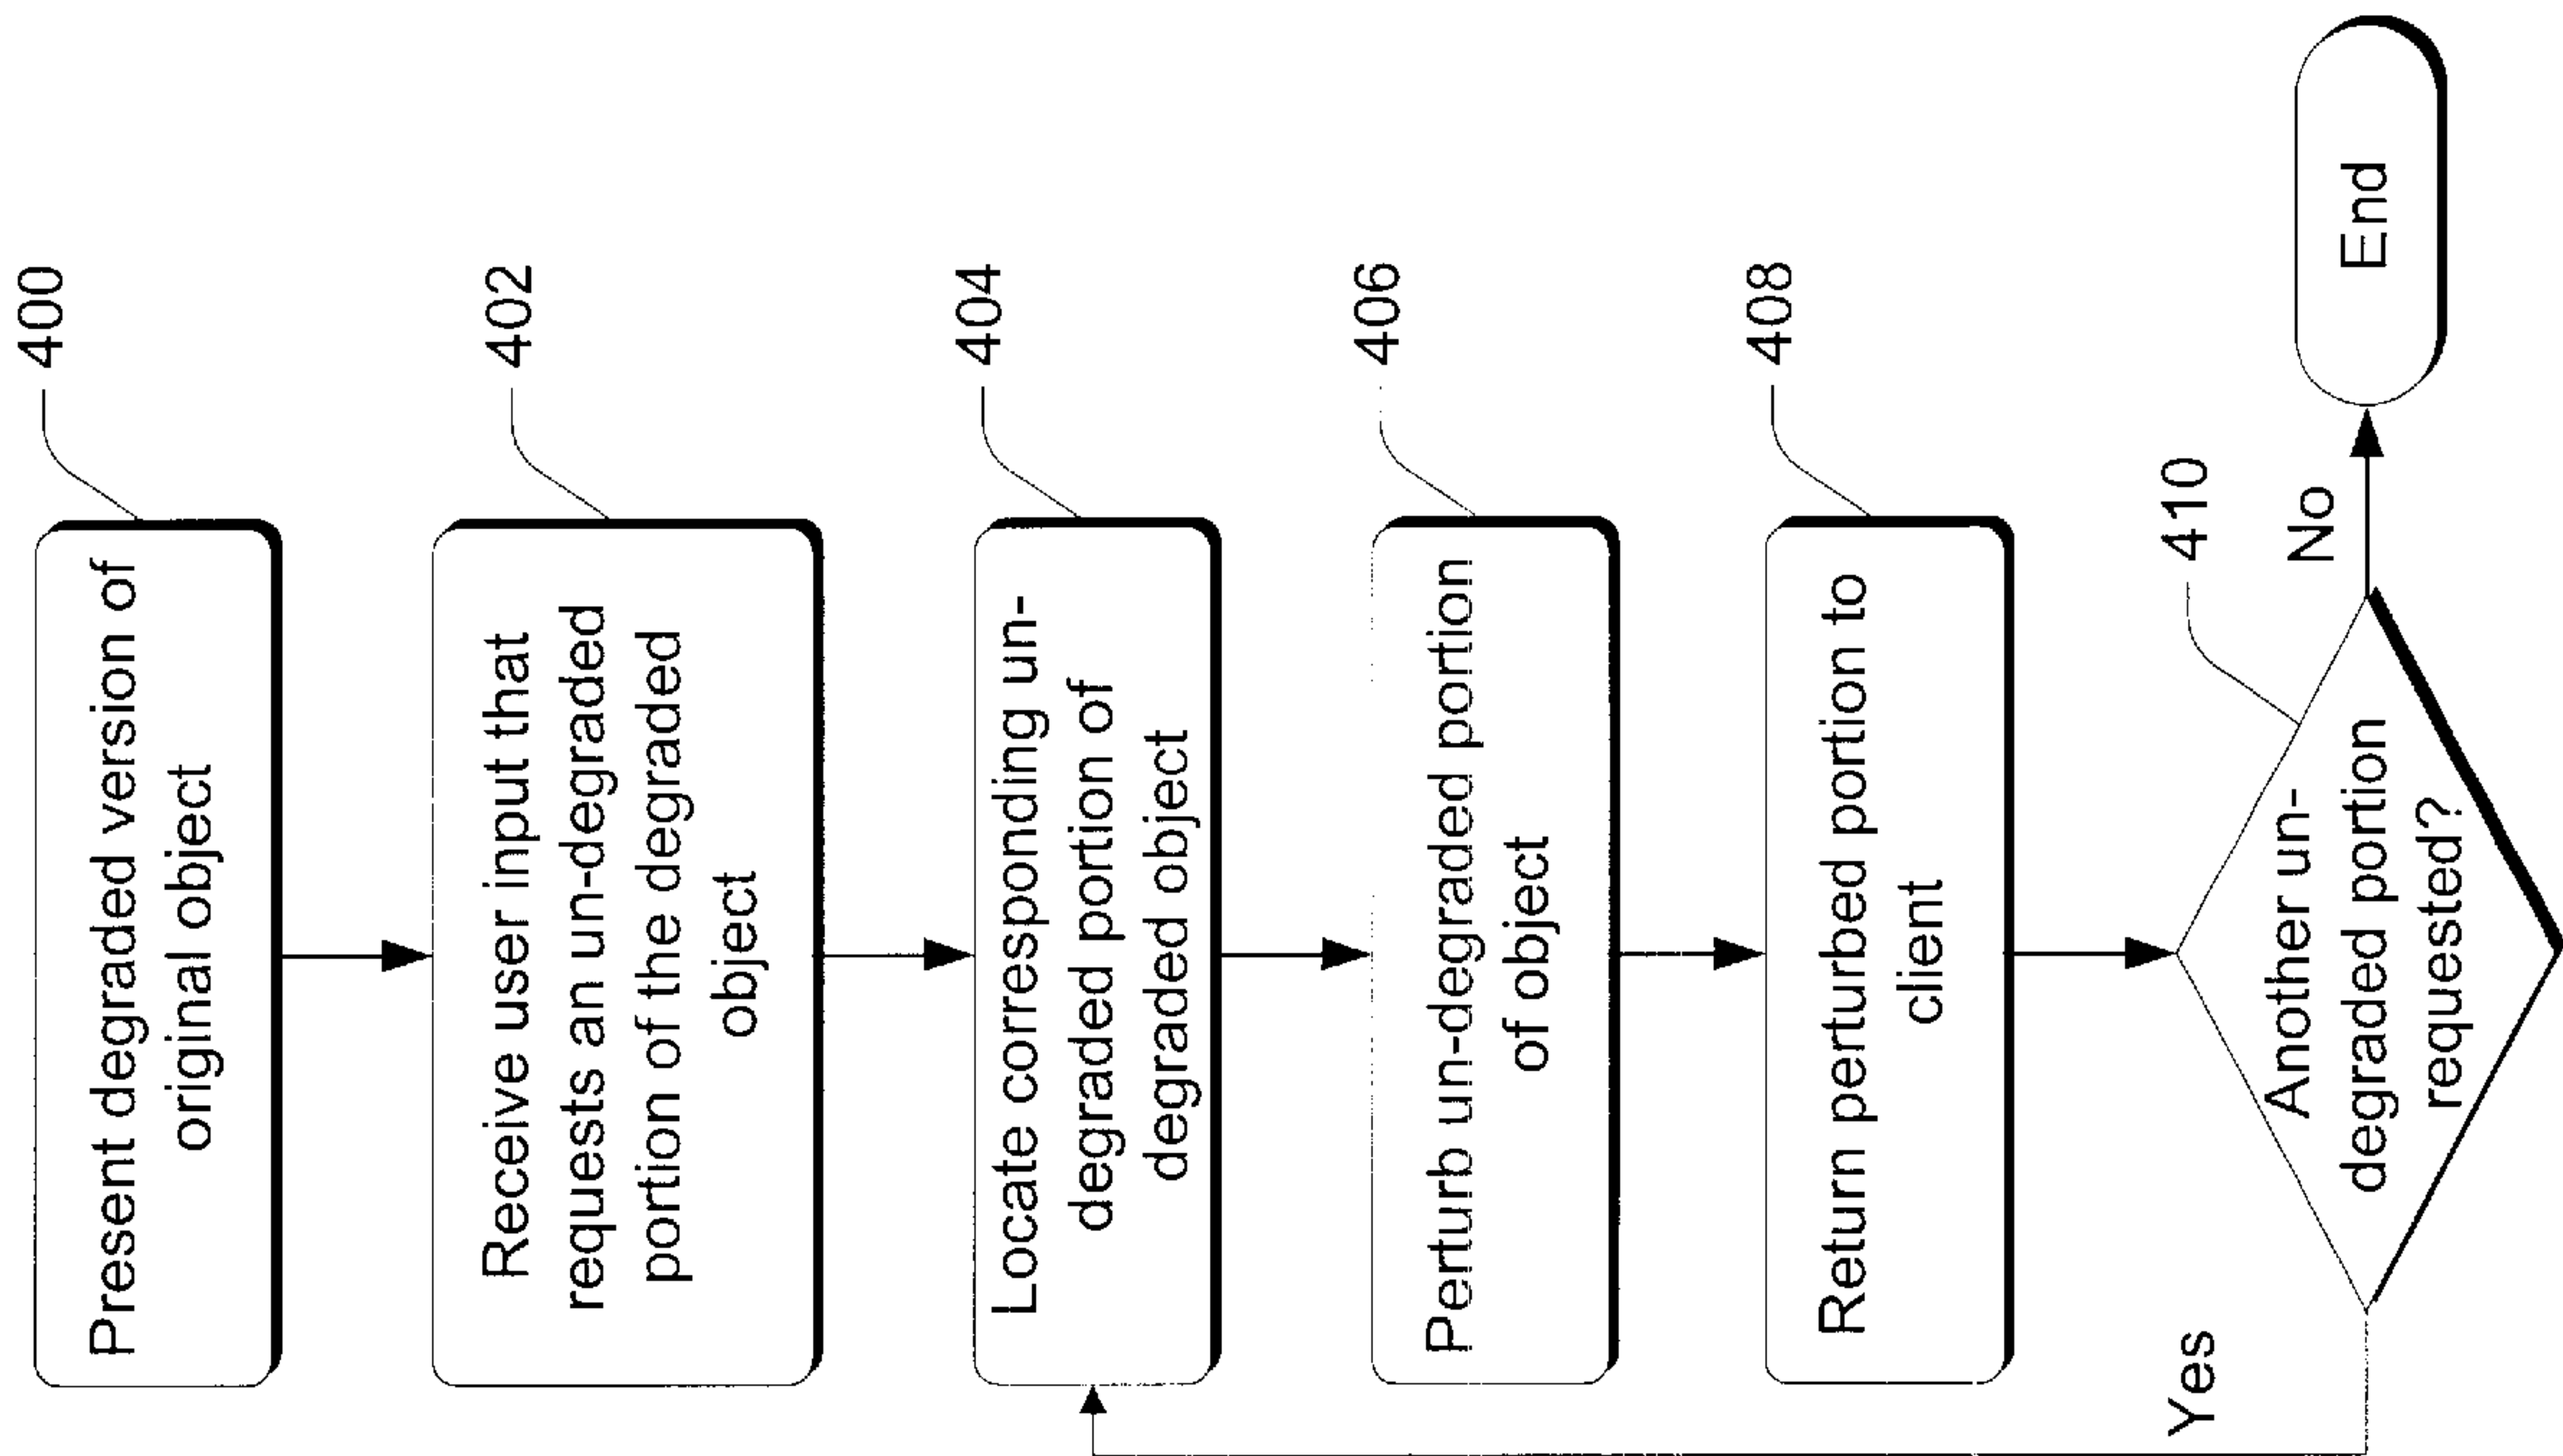 Present degraded version of
original object
400
Receive user input that
requests an un-degraded
portion of the degraded
object
402
Locate corresponding un-
degraded portion of
degraded object
404
Perturb un-degraded portion
of object
406
Return perturbed portion to
client
408
Another un-
degraded portion
requested?
410
Yes
No
End